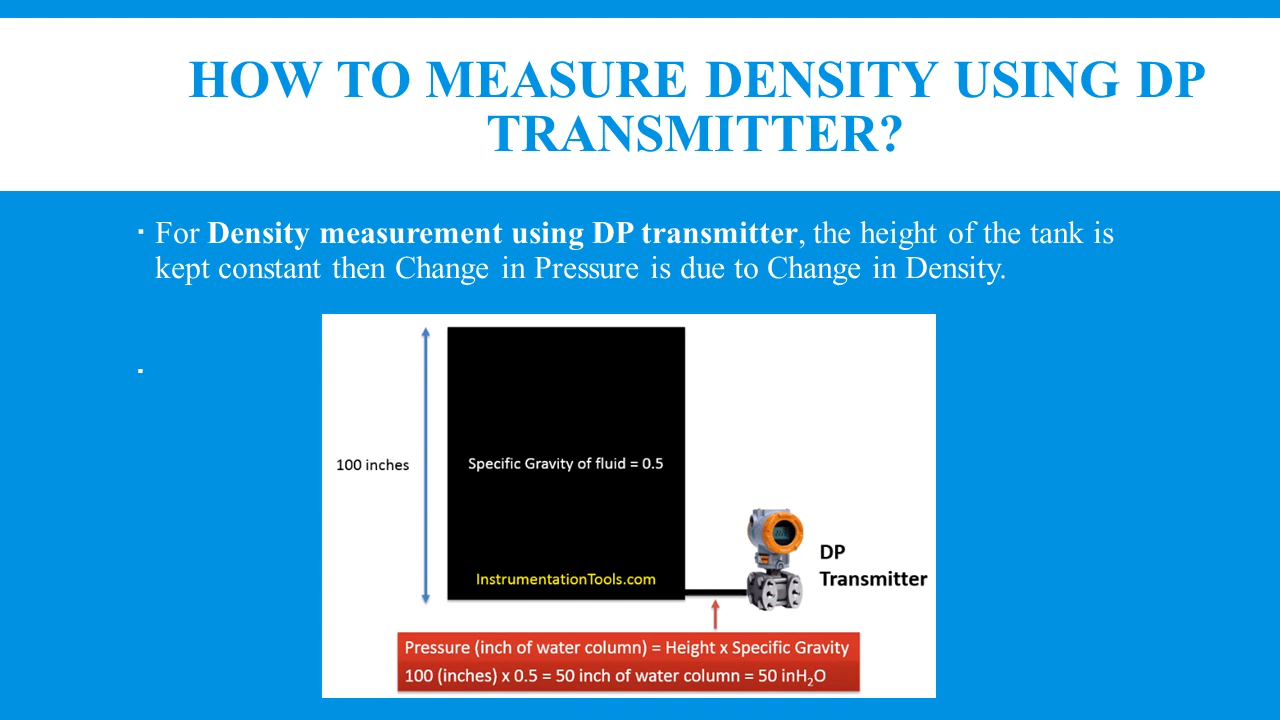 HOW TO MEASURE DENSITY USING DP
TRANSMITTER?
For Density measurement using DP transmitter, the height of the tank is
kept constant then Change in Pressure is due to Change in Density.
100 inches
Specific Gravity of fluid = 0.5
DP
Transmitter
InstrumentationTools.com
Pressure (inch of water column) = Height x Specific Gravity
100 (inches) x 0.5 = 50 inch of water column = 50 inH₂O